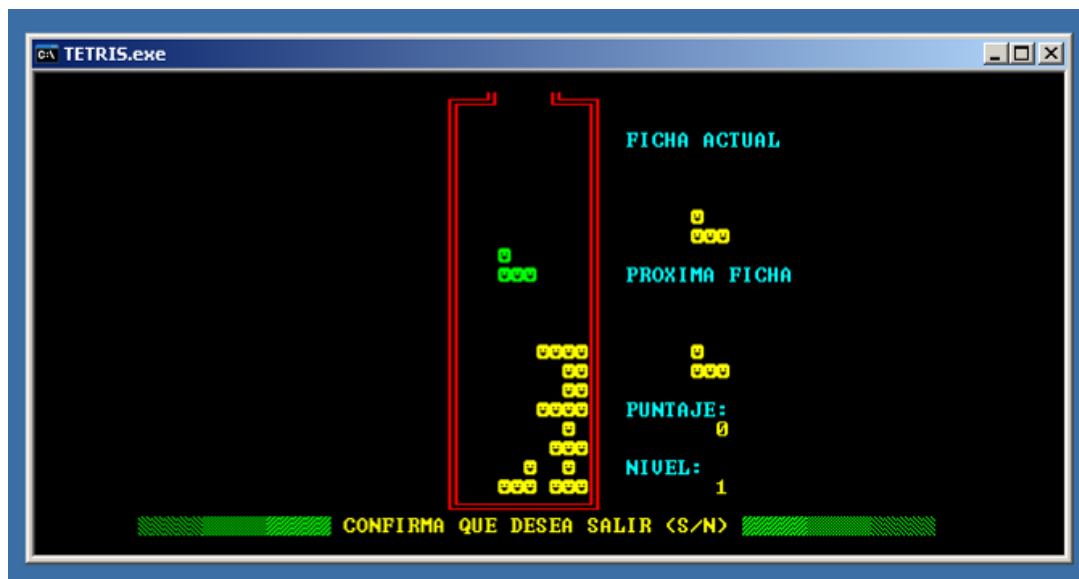 TETRIS.exe
FICHA ACTUAL
PROXIMA FICHA
PUNTAJE:
0
NIVEL:
1
CONFIRMA QUE DESEA SALIR (S/N)